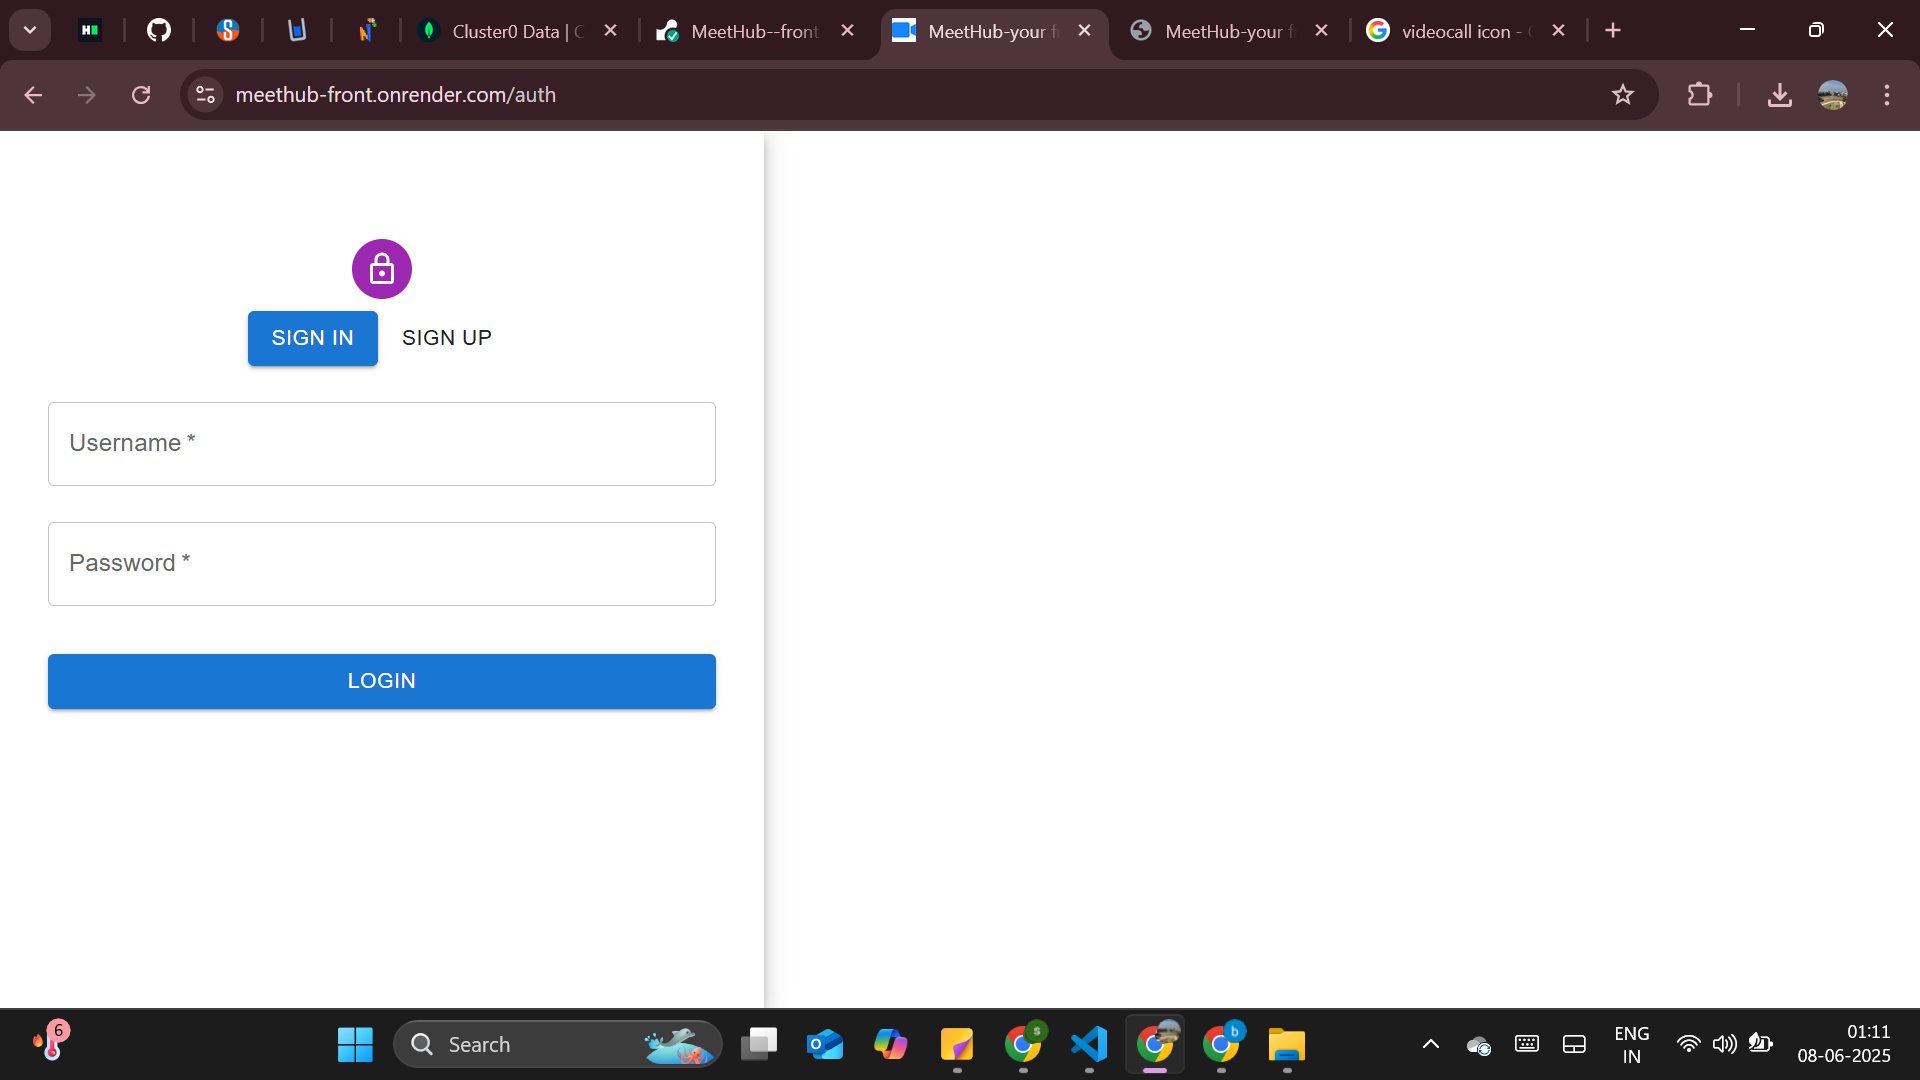 Cluster0 Data | C
MeetHub--front
MeetHub-your f
MeetHub-your f
videocall icon -
meethub-front.onrender.com/auth
SIGN IN
SIGN UP
Username *
Password *
LOGIN
6
Search
ENG
IN
01:11
08-06-2025